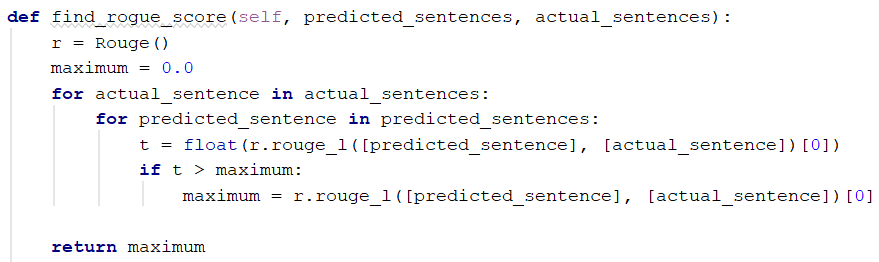 def find_rogue_score(self, predicted_sentences, actual_sentences):
    r = Rouge()
    maximum = 0.0
    for actual_sentence in actual_sentences:
        for predicted_sentence in predicted_sentences:
            t = float(r.rouge_l([predicted_sentence], [actual_sentence])[0])
            if t > maximum:
                maximum = r.rouge_l([predicted_sentence], [actual_sentence])[0]
    return maximum